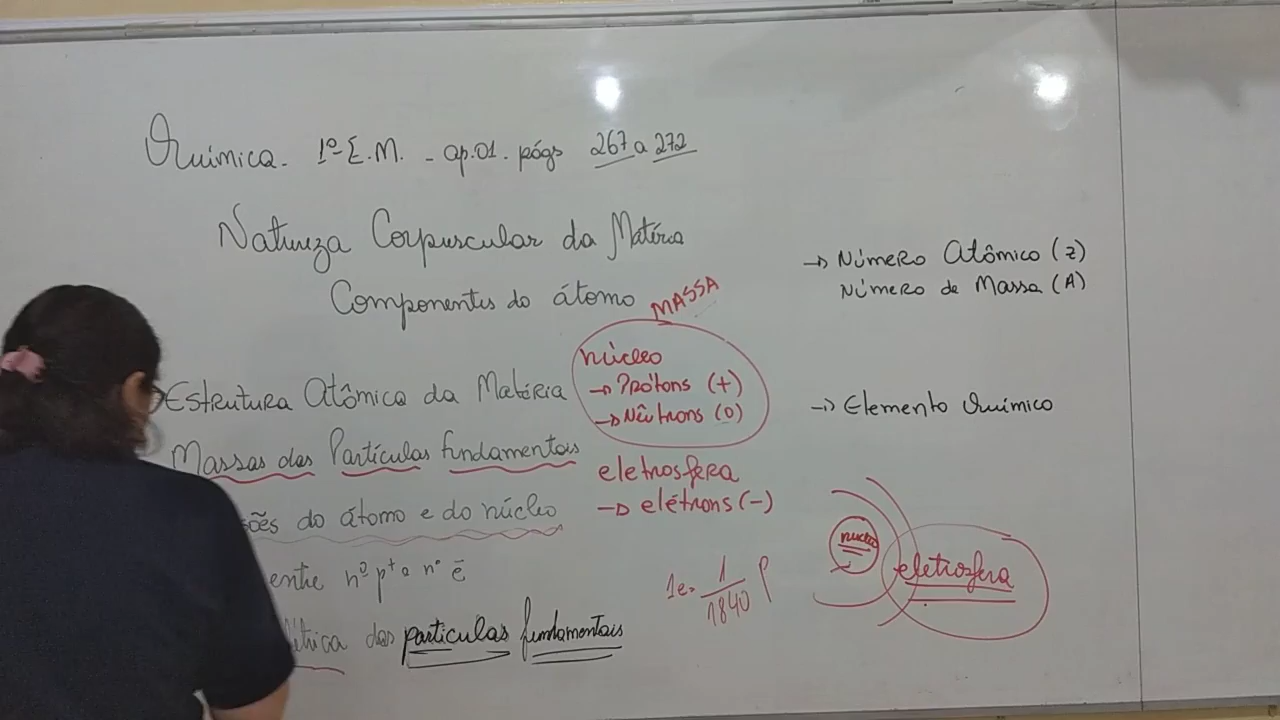 Química - 1º E.M. - ap.01. págs 267 a 272
Natureza Corpuscular da Matéria
Componentes do átomo
MASSA
núcleo
→ Prótons (+)
→ Nêutrons (0)
Estrutura Atômica da Matéria
Massas das Partículas fundamentais
eletrosfera
→ elétrons (-)
ões do átomo e do núcleo
entre nº p+ e nº é
létrica das partículas fundamentais
1e = 1/1840 p
→ Número Atômico (Z)
Número de Massa (A)
→ Elemento Químico
núcleo
eletrosfera